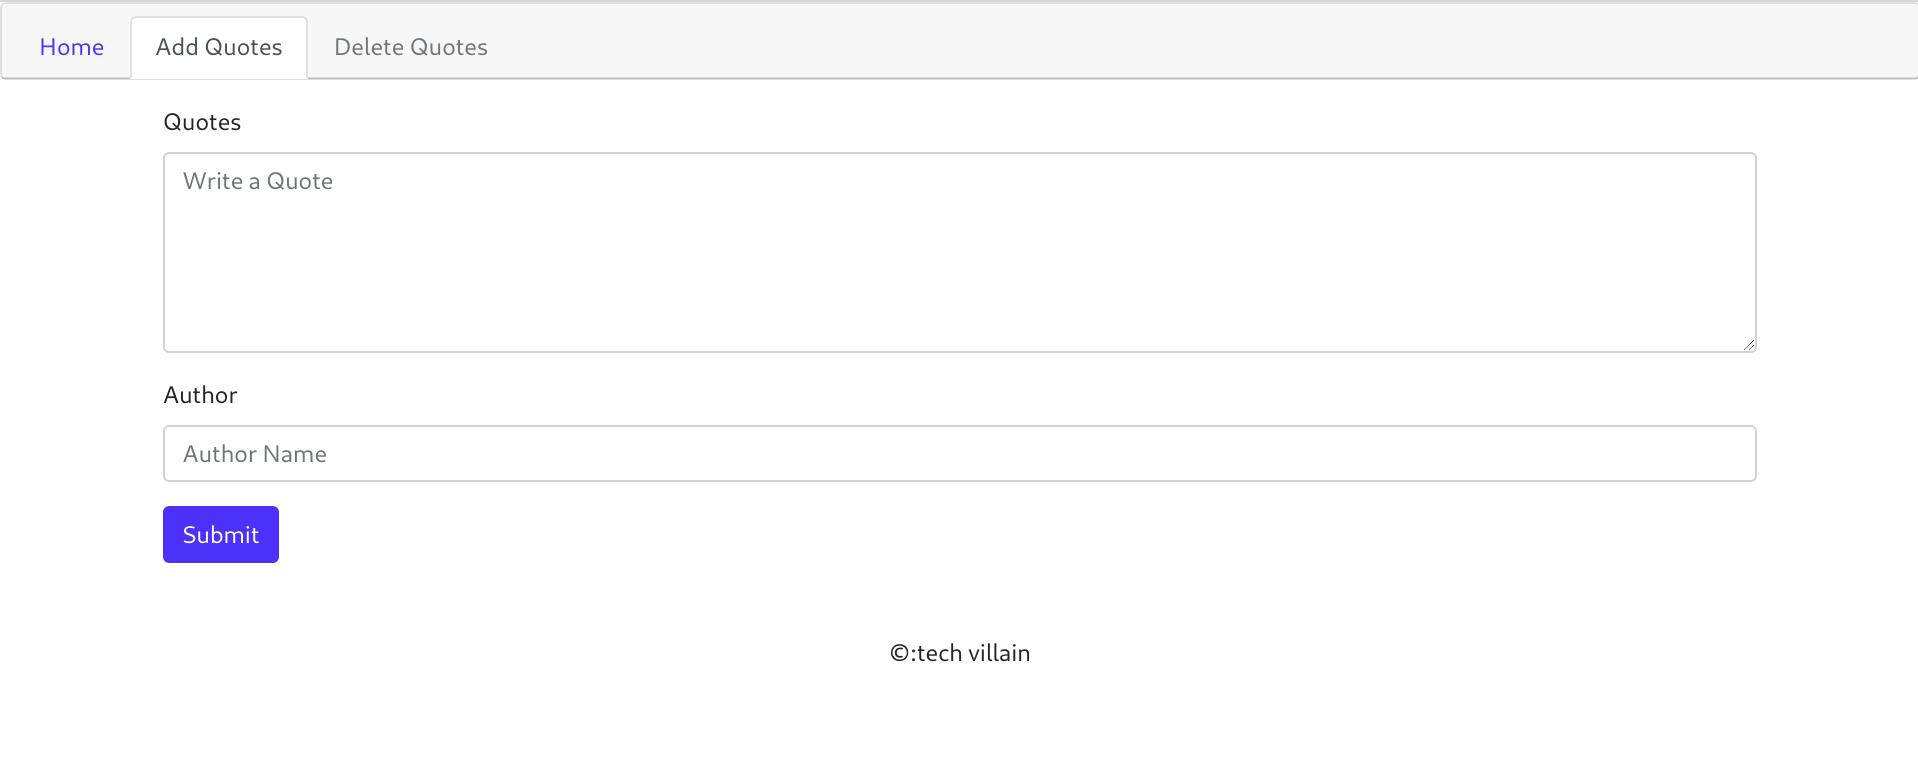 Home Add Quotes Delete Quotes
Quotes
Write a Quote
Author
Author Name
Submit
©:tech villain